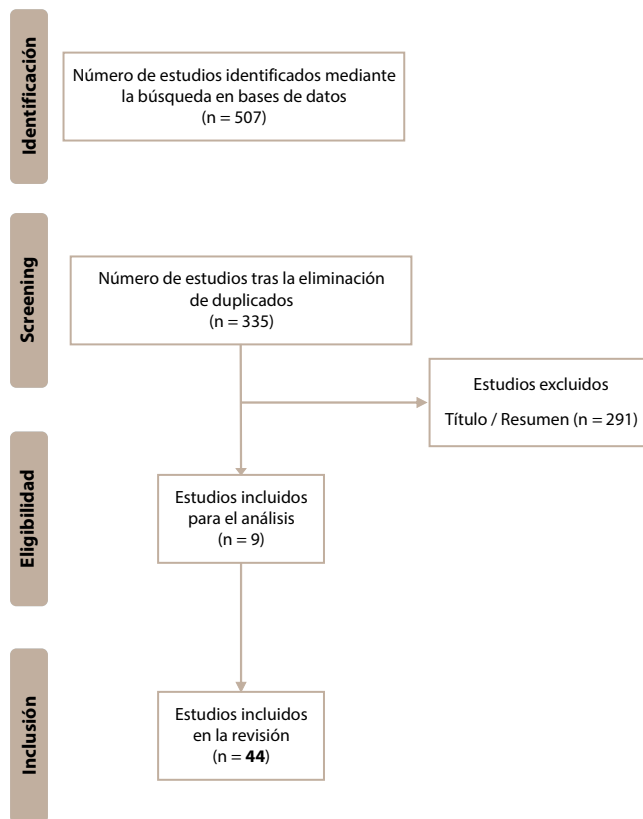 Identificación
Número de estudios identificados mediante
la búsqueda en bases de datos
(n = 507)
Screening
Número de estudios tras la eliminación
de duplicados
(n = 335)
Estudios excluidos
Título / Resumen (n = 291)
Eligibilidad
Estudios incluidos
para el análisis
(n = 9)
Inclusión
Estudios incluidos
en la revisión
(n = 44)